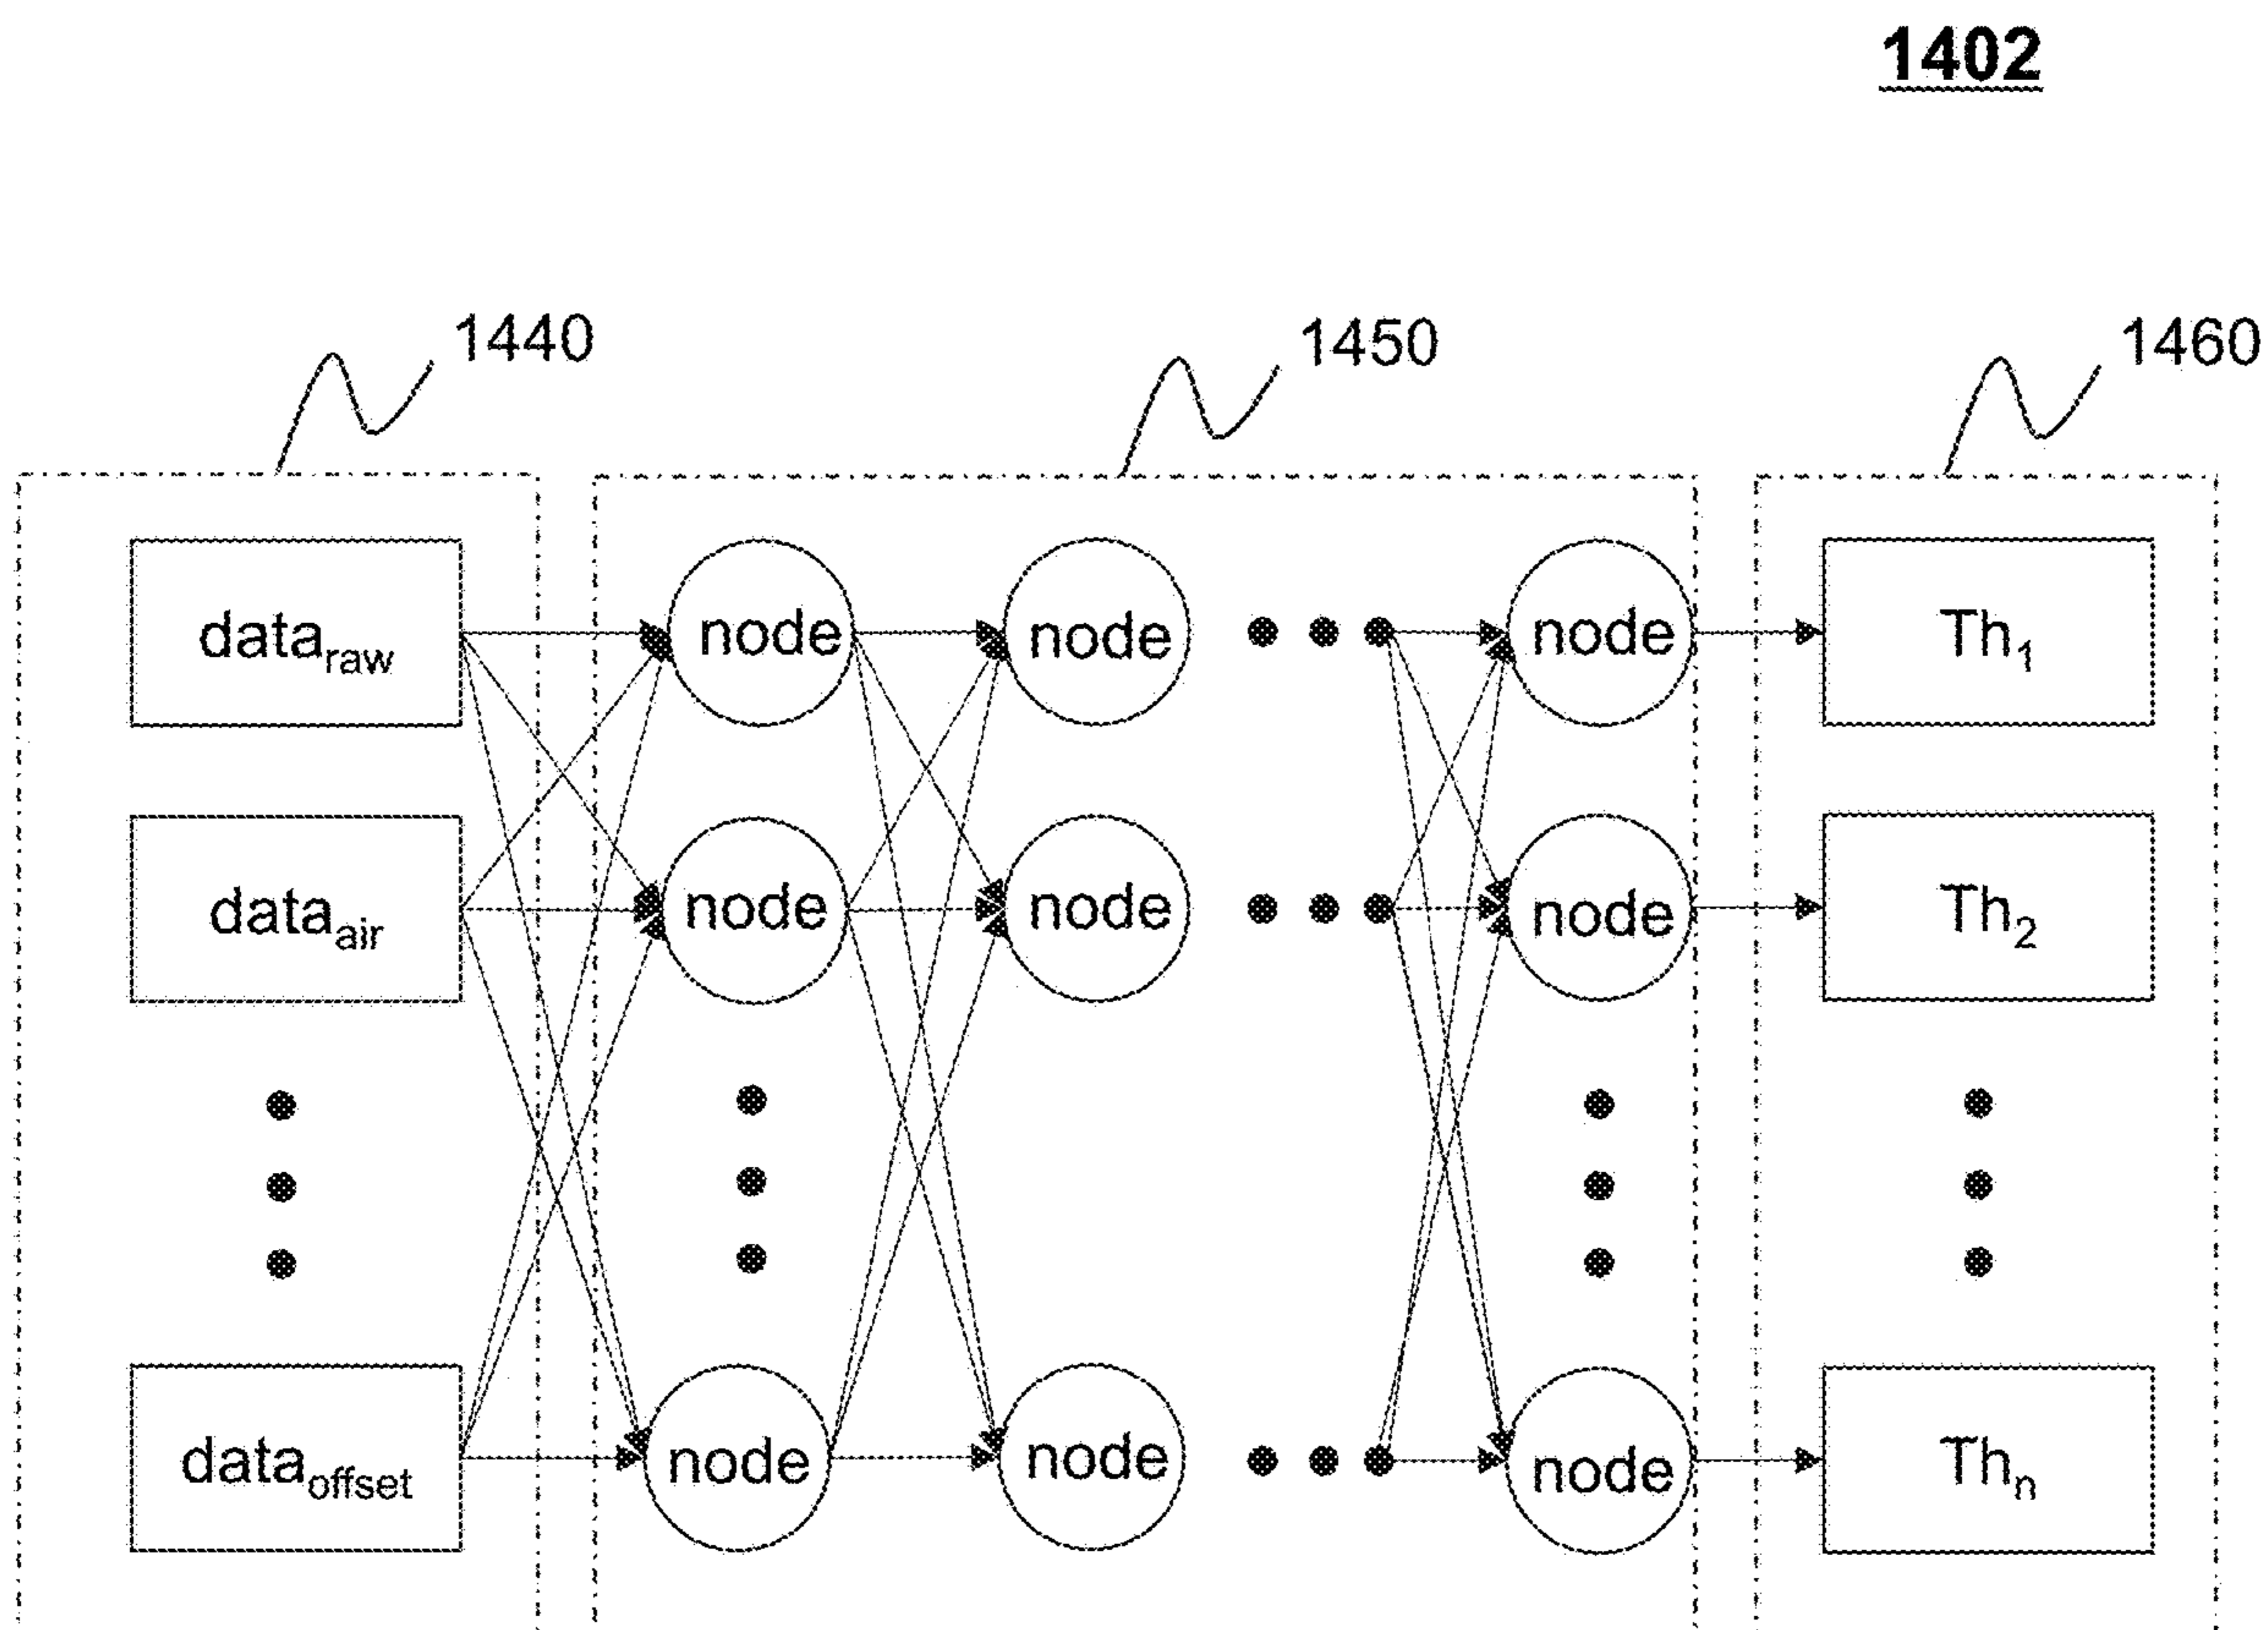 1402
1440 1450 1460
data_raw node node node Th_1
data_air node node node Th_2
data_offset node node node Th_n